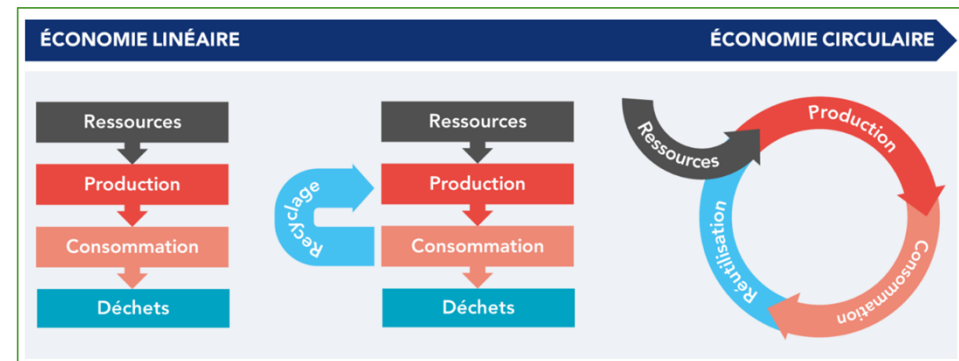 ÉCONOMIE LINÉAIRE
ÉCONOMIE CIRCULAIRE
Ressources
Production
Consommation
Déchets
Recyclage
Ressources
Production
Consommation
Déchets
Ressources
Production
Consommation
Réutilisation